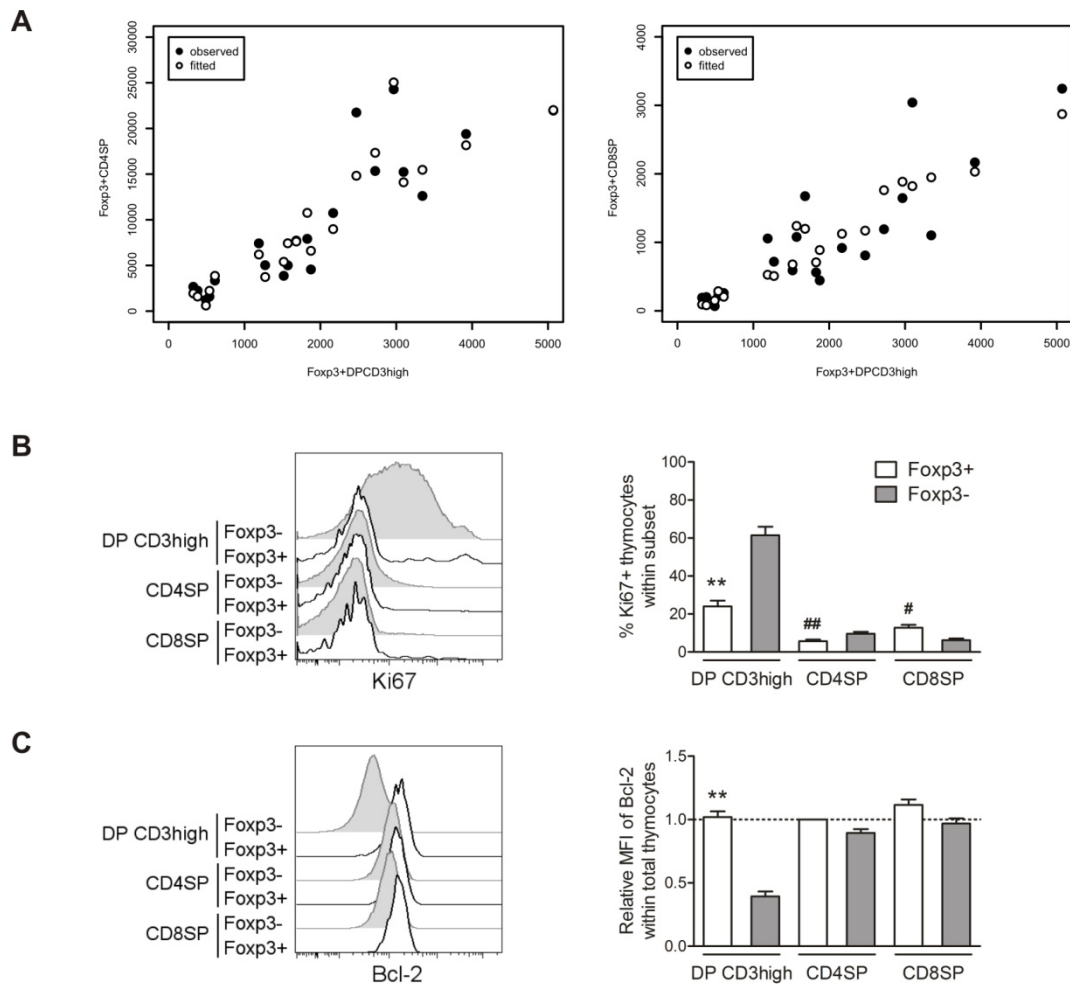 A
observed
fitted
Foxp3+CD4SP
0 5000 10000 15000 20000 25000 30000
0 1000 2000 3000 4000 5000
Foxp3+DPCD3high
observed
fitted
Foxp3+CD8SP
0 1000 2000 3000 4000
0 1000 2000 3000 4000 5000
Foxp3+DPCD3high
B
DP CD3high
Foxp3-
Foxp3+
CD4SP
Foxp3-
Foxp3+
CD8SP
Foxp3-
Foxp3+
Ki67
% Ki67+ thymocytes
within subset
100
80
60
40
20
0
Foxp3+
Foxp3-
** ## #
DP CD3high CD4SP CD8SP
C
DP CD3high
Foxp3-
Foxp3+
CD4SP
Foxp3-
Foxp3+
CD8SP
Foxp3-
Foxp3+
Bcl-2
Relative MFI of Bcl-2
within total thymocytes
1.5
1.0
0.5
0.0
**
DP CD3high CD4SP CD8SP